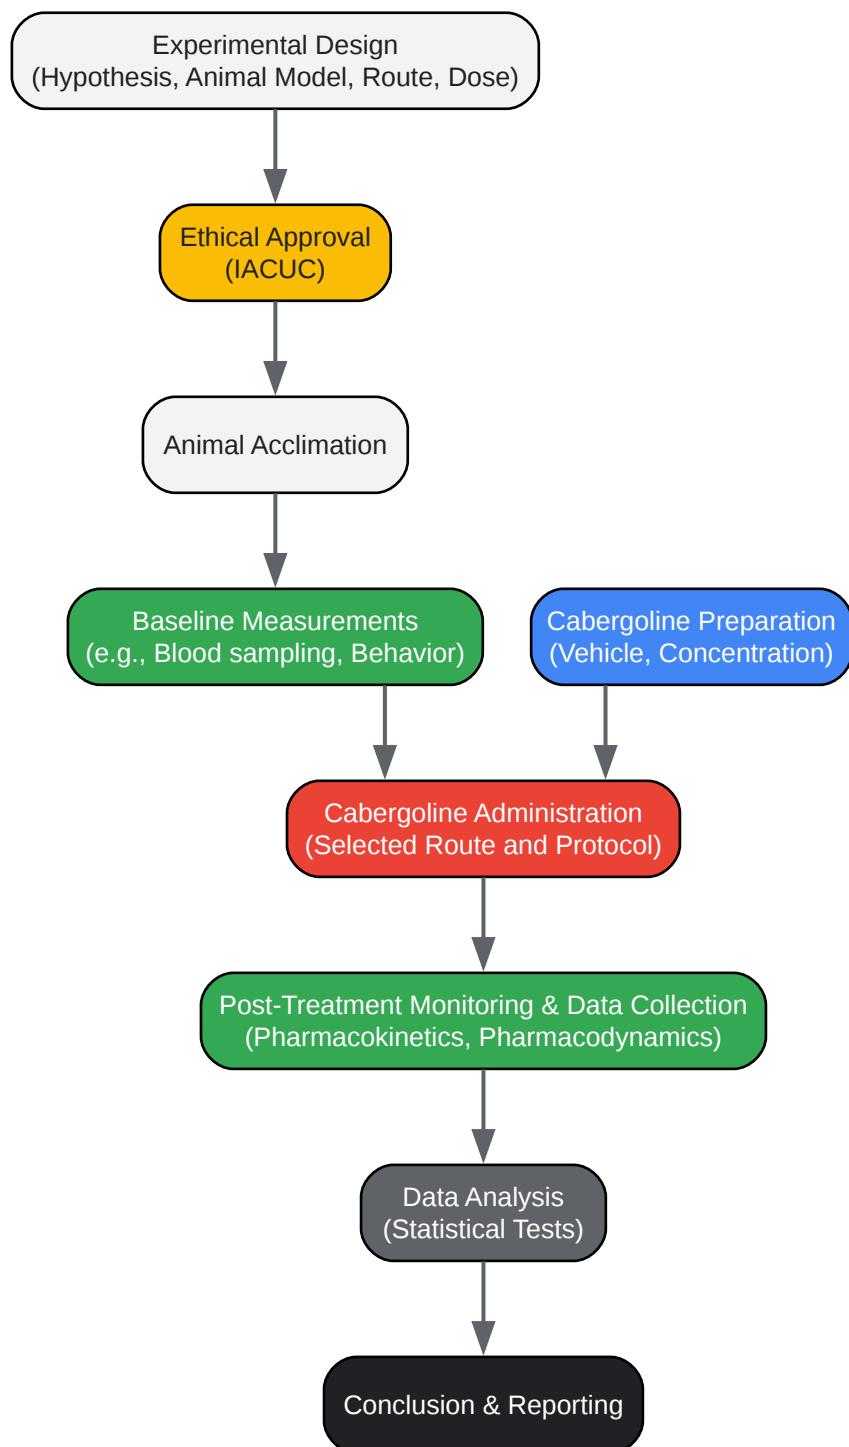 Experimental Design
(Hypothesis, Animal Model, Route, Dose)
Ethical Approval
(IACUC)
Animal Acclimation
Baseline Measurements
(e.g., Blood sampling, Behavior)
Cabergoline Preparation
(Vehicle, Concentration)
Cabergoline Administration
(Selected Route and Protocol)
Post-Treatment Monitoring & Data Collection
(Pharmacokinetics, Pharmacodynamics)
Data Analysis
(Statistical Tests)
Conclusion & Reporting